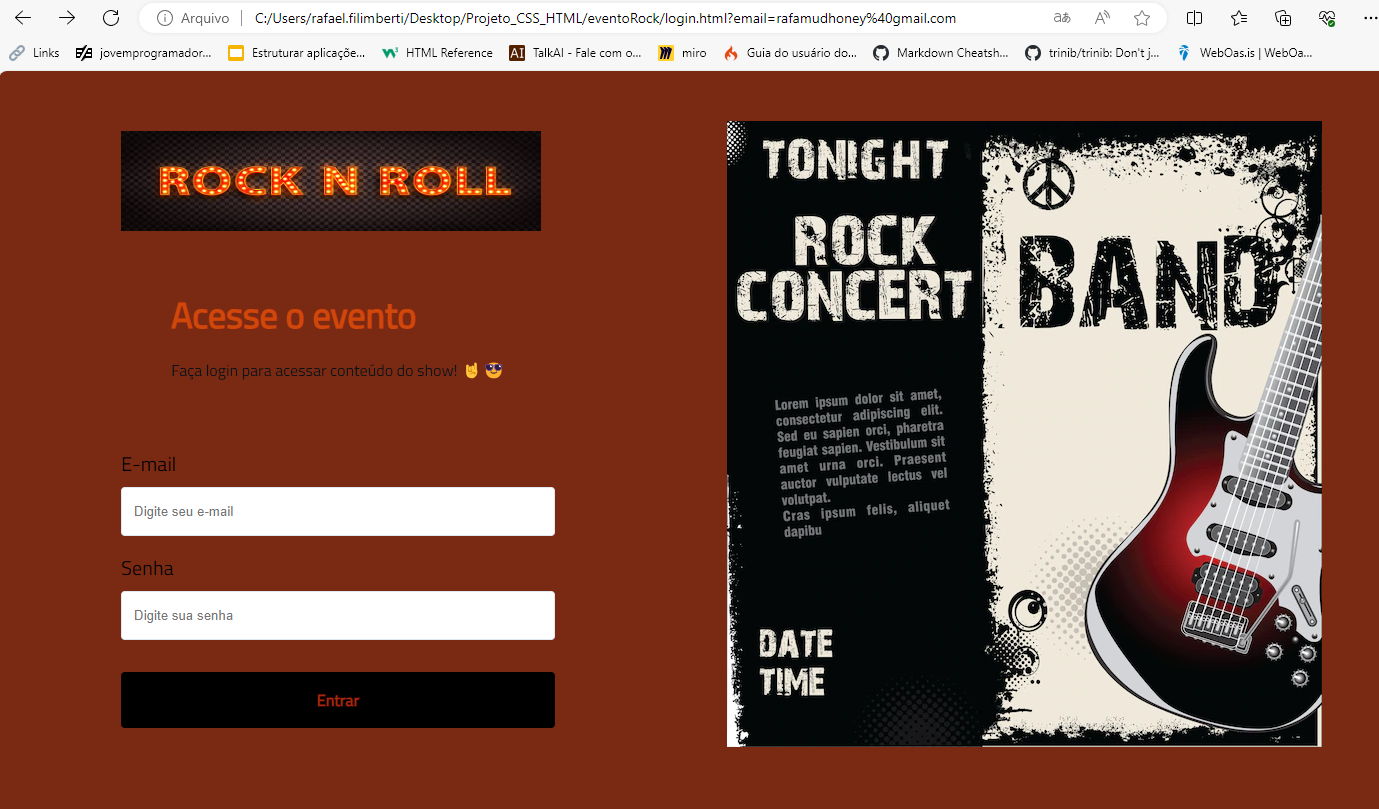 Arquivo
C:/Users/rafael.filimberti/Desktop/Projeto_CSS_HTML/eventoRock/login.html?email=rafamudhoney%40gmail.com
Links
jovemprogramador...
Estruturar aplicaçõe...
HTML Reference
TalkAI - Fale com o...
miro
Guia do usuário do...
Markdown Cheatsh...
trinib/trinib: Don't j...
WebOas.is | WebOa...
ROCK N ROLL
Acesse o evento
Faça login para acessar conteúdo do show! 🤘 😎
E-mail
Digite seu e-mail
Senha
Digite sua senha
Entrar
TONIGHT
ROCK
CONCERT
Lorem ipsum dolor sit amet,
consectetur adipiscing elit.
Sed eu sapien orci, pharetra
feugiat sapien. Vestibulum sit
amet urna orci. Praesent
auctor vulputate lectus vel
volutpat.
Cras ipsum felis, aliquet
dapibu
DATE
TIME
BAND